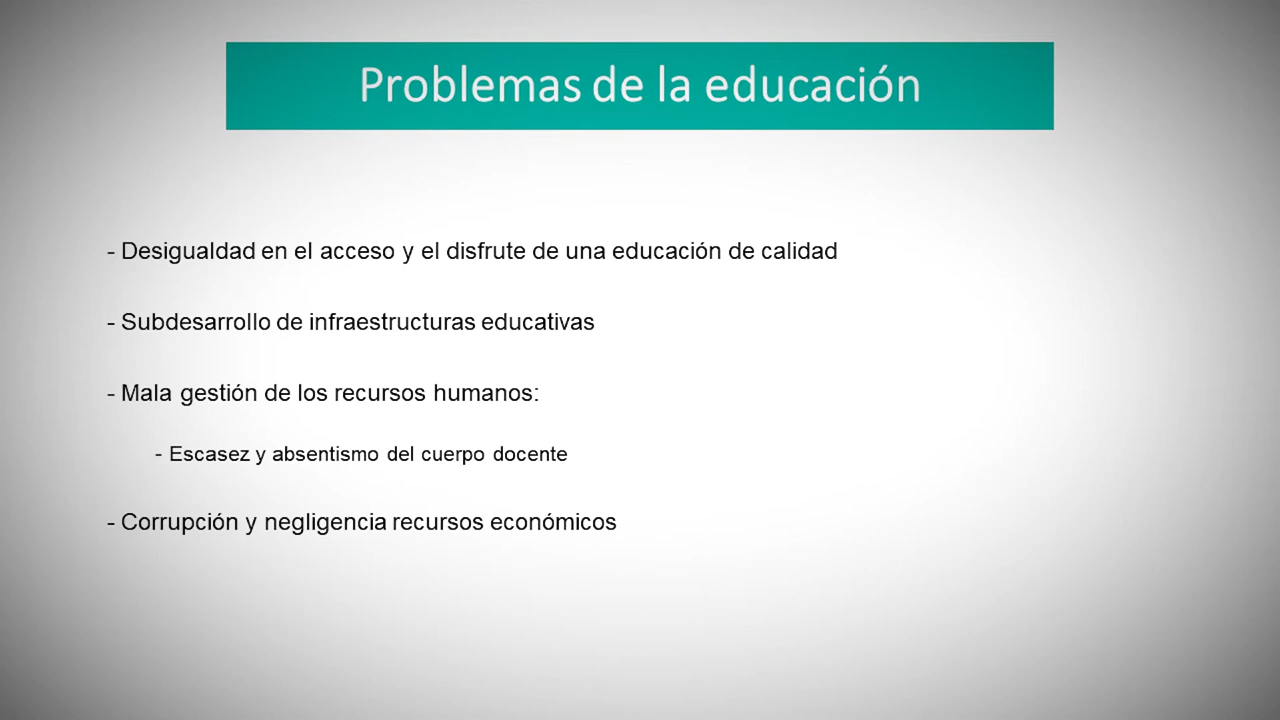 Problemas de la educación
- Desigualdad en el acceso y el disfrute de una educación de calidad
- Subdesarrollo de infraestructuras educativas
- Mala gestión de los recursos humanos:
- Escasez y absentismo del cuerpo docente
- Corrupción y negligencia recursos económicos